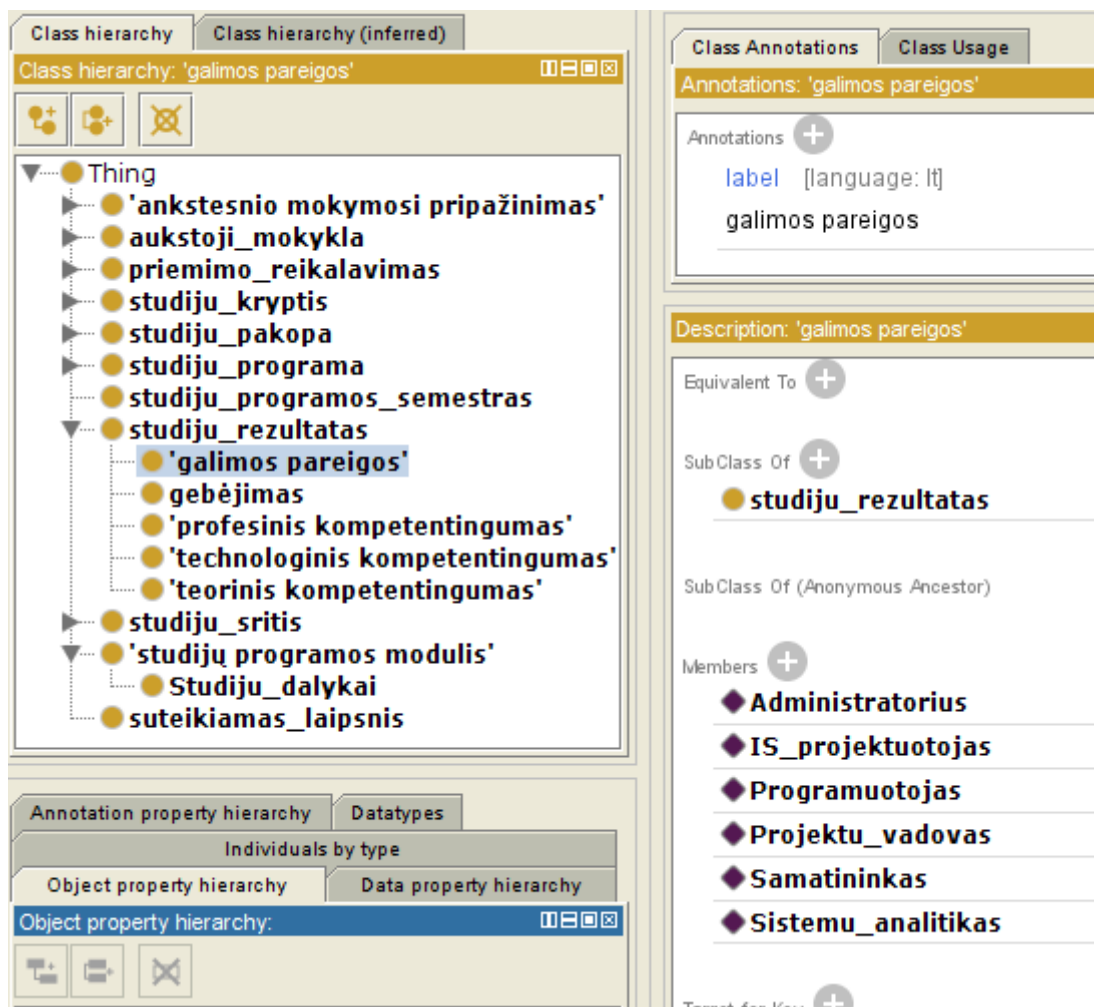 Class hierarchy
Class hierarchy (inferred)
Class hierarchy: 'galimos pareigos'
Thing
'ankstesnio mokymosi pripažinimas'
aukstoji_mokykla
priemimo_reikalavimas
studiju_kryptis
studiju_pakopa
studiju_programa
studiju_programos_semestras
studiju_rezultatas
'galimos pareigos'
gebėjimas
'profesinis kompetentingumas'
'technologinis kompetentingumas'
'teorinis kompetentingumas'
studiju_sritis
'studijų programos modulis'
Studiju_dalykai
suteikiamas_laipsnis
Annotation property hierarchy
Datatypes
Individuals by type
Object property hierarchy
Data property hierarchy
Object property hierarchy:
Class Annotations
Class Usage
Annotations: 'galimos pareigos'
Annotations
label [language: lt]
galimos pareigos
Description: 'galimos pareigos'
Equivalent To
SubClass Of
studiju_rezultatas
SubClass Of (Anonymous Ancestor)
Members
Administratorius
IS_projektuotojas
Programuotojas
Projektu_vadovas
Samatininkas
Sistemu_analitikas
Target for Key